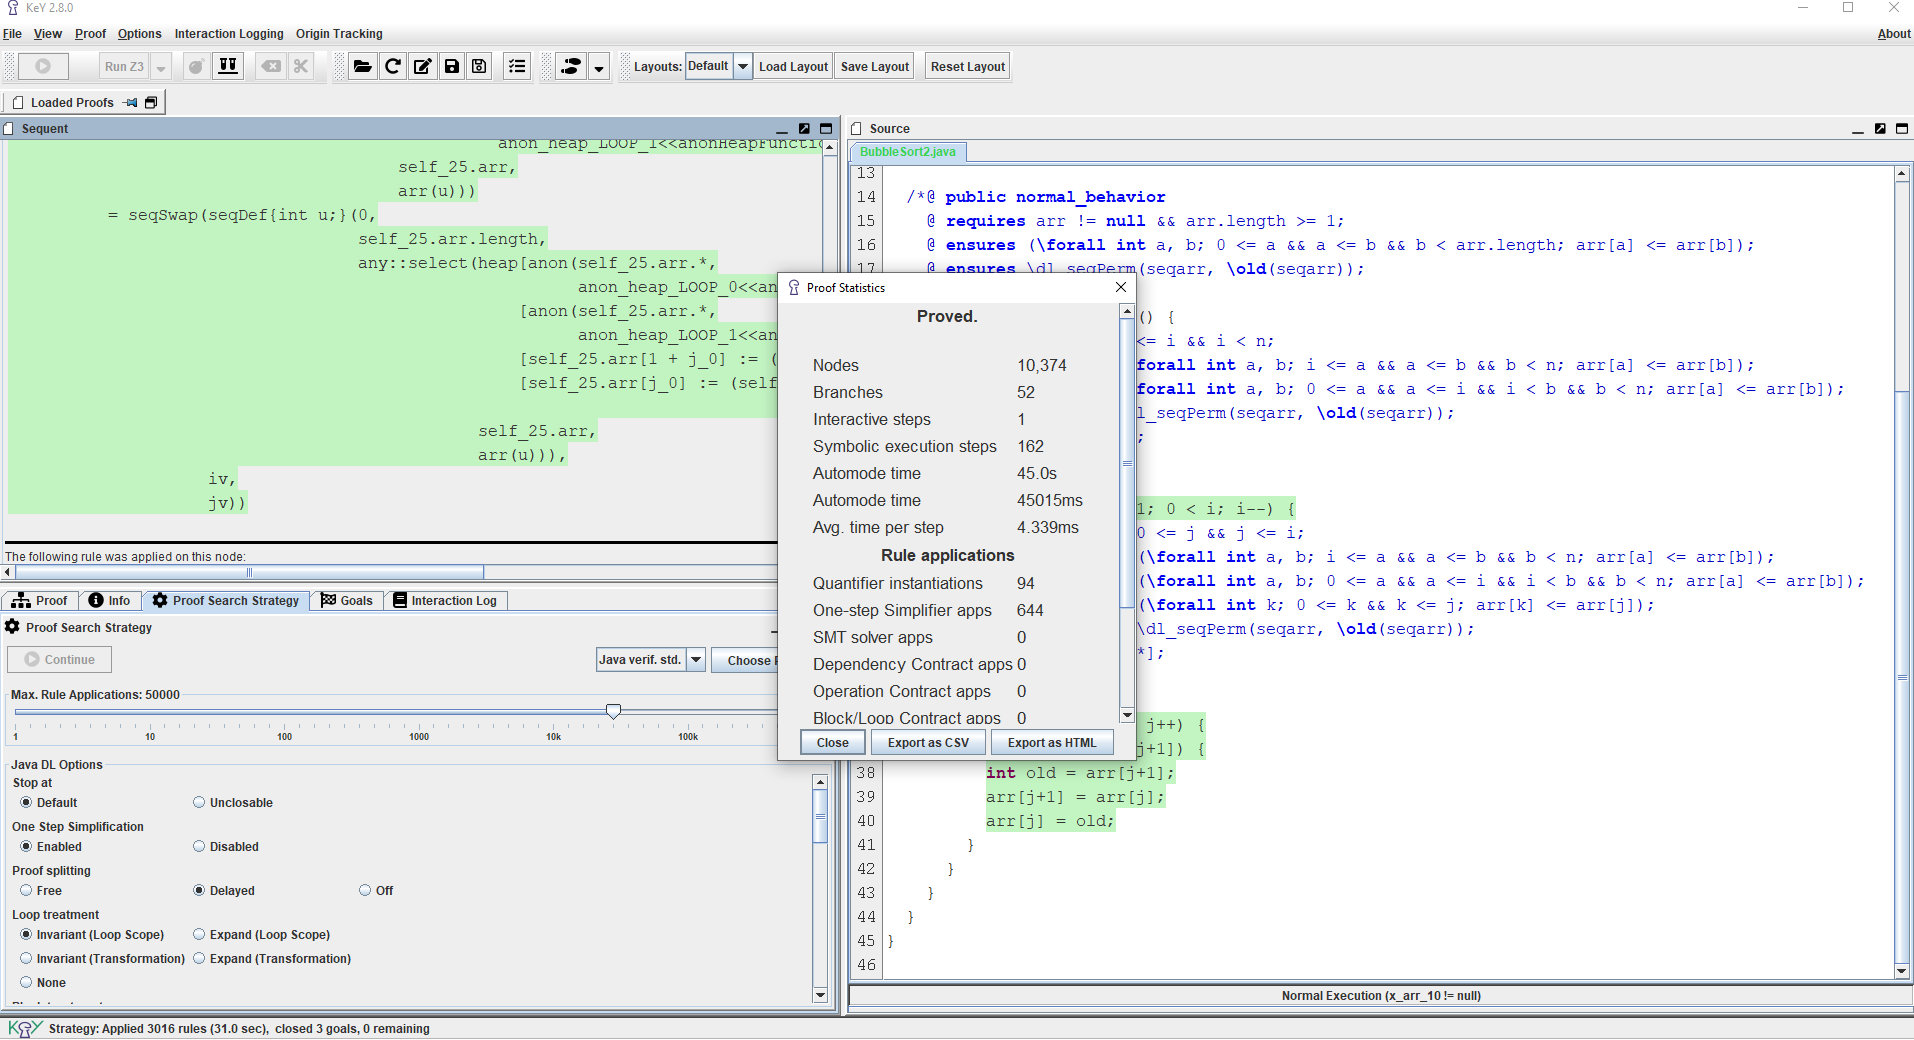 KeY 2.8.0
File View Proof Options Interaction Logging Origin Tracking About
Run Z3 Layouts: Default Load Layout Save Layout Reset Layout
Loaded Proofs
Sequent
anon_heap_LOOP_1<<anonHeapFunctio
self_25.arr,
arr(u)))
= seqSwap(seqDef{int u;}(0,
self_25.arr.length,
any::select(heap[anon(self_25.arr.*,
anon_heap_LOOP_0<<an
[anon(self_25.arr.*,
anon_heap_LOOP_1<<an
[self_25.arr[1 + j_0] := (
[self_25.arr[j_0] := (self
self_25.arr,
arr(u))),
iv,
jv))
The following rule was applied on this node:
Proof Info Proof Search Strategy Goals Interaction Log
Proof Search Strategy
Continue Java verif. std. Choose
Max. Rule Applications: 50000
1 10 100 1000 10k 100k
Java DL Options
Stop at
Default Unclosable
One Step Simplification
Enabled Disabled
Proof splitting
Free Delayed Off
Loop treatment
Invariant (Loop Scope) Expand (Loop Scope)
Invariant (Transformation) Expand (Transformation)
None
Source
BubbleSort2.java
13
14 /*@ public normal_behavior
15 @ requires arr != null && arr.length >= 1;
16 @ ensures (\forall int a, b; 0 <= a && a <= b && b < arr.length; arr[a] <= arr[b]);
17 @ ensures \dl_seqPerm(seqarr, \old(seqarr));
() {
<= i && i < n;
forall int a, b; i <= a && a <= b && b < n; arr[a] <= arr[b]);
forall int a, b; 0 <= a && a <= i && i < b && b < n; arr[a] <= arr[b]);
l_seqPerm(seqarr, \old(seqarr));
;
1; 0 < i; i--) {
0 <= j && j <= i;
(\forall int a, b; i <= a && a <= b && b < n; arr[a] <= arr[b]);
(\forall int a, b; 0 <= a && a <= i && i < b && b < n; arr[a] <= arr[b]);
(\forall int k; 0 <= k && k <= j; arr[k] <= arr[j]);
\dl_seqPerm(seqarr, \old(seqarr));
*];
j++) {
j+1]) {
38 int old = arr[j+1];
39 arr[j+1] = arr[j];
40 arr[j] = old;
41 }
42 }
43 }
44 }
45 }
46
Normal Execution (x_arr_10 != null)
Proof Statistics
Proved.
Nodes 10,374
Branches 52
Interactive steps 1
Symbolic execution steps 162
Automode time 45.0s
Automode time 45015ms
Avg. time per step 4.339ms
Rule applications
Quantifier instantiations 94
One-step Simplifier apps 644
SMT solver apps 0
Dependency Contract apps 0
Operation Contract apps 0
Block/Loop Contract apps 0
Close Export as CSV Export as HTML
KeY Strategy: Applied 3016 rules (31.0 sec), closed 3 goals, 0 remaining